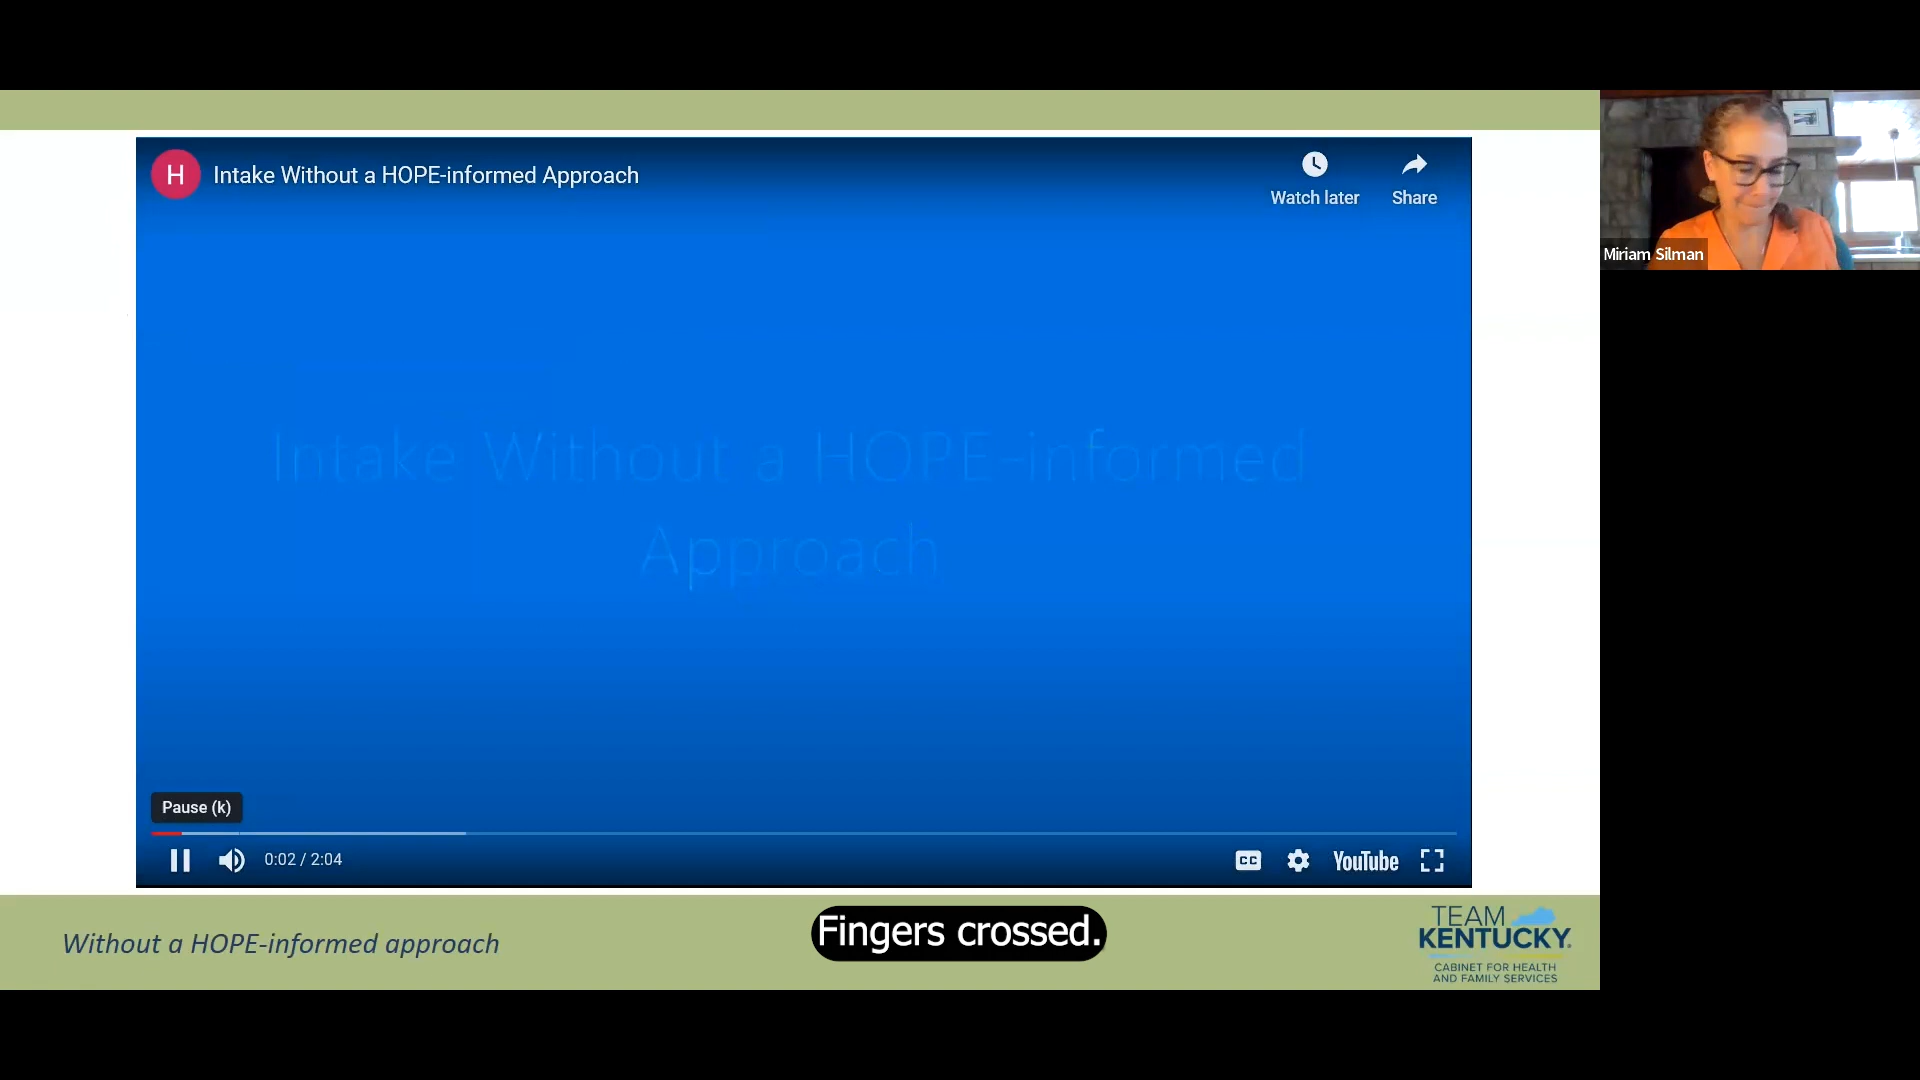 H
Intake Without a HOPE-informed Approach
Watch later
Share
Miriam Silman
Intake Without a HOPE-informed
Approach
Pause (k)
0:02 / 2:04
CC
YouTube
Without a HOPE-informed approach
Fingers crossed.
TEAM
KENTUCKY
CABINET FOR HEALTH
AND FAMILY SERVICES